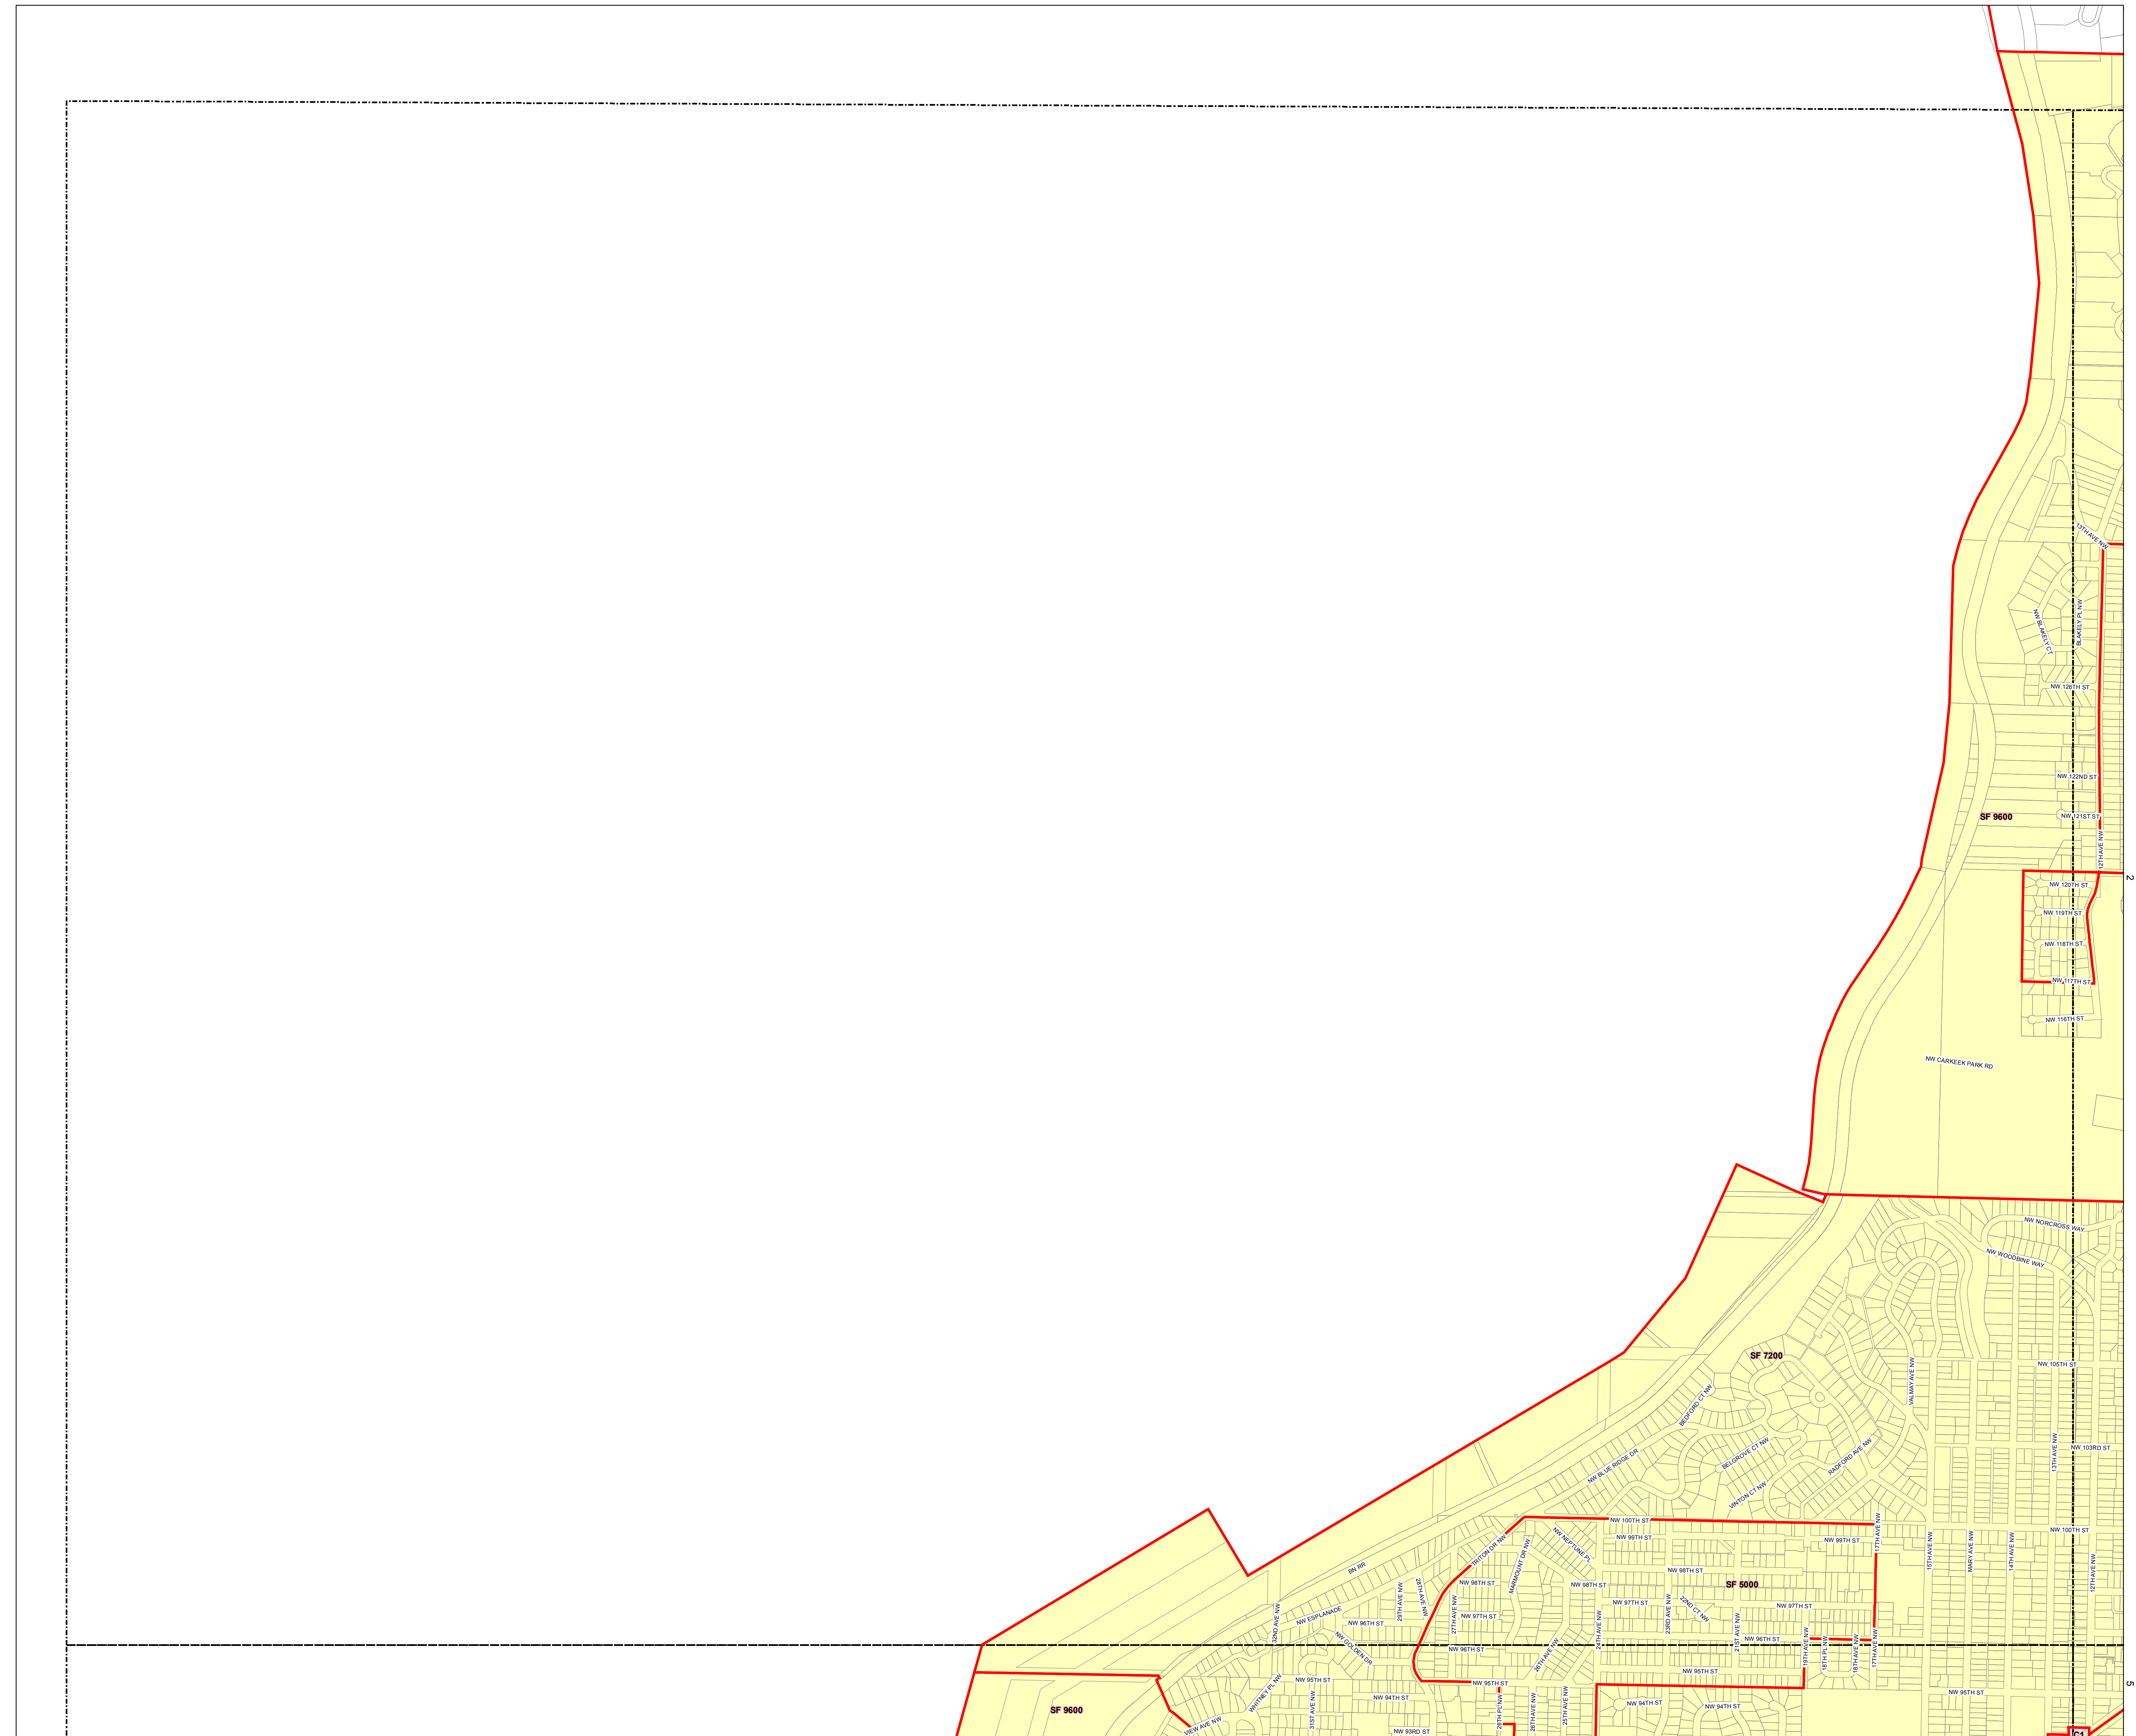 13TH AVE NW
NW BLAKELY CT
BLAKELY PL NW
NW 126TH ST
NW 122ND ST
SF 9600
NW 121ST ST
12TH AVE NW
2
NW 120TH ST
NW 119TH ST
NW 118TH ST
NW 117TH ST
NW 116TH ST
NW CARKEEK PARK RD
NW NORCROSS WAY
NW WOODBINE WAY
SF 7200
NW 105TH ST
VALMAY AVE NW
BEDFORD CT NW
NW 103RD ST
13TH AVE NW
RADFORD AVE NW
BELGROVE CT NW
NW BLUE RIDGE DR
VINTON CT NW
NW 100TH ST
NW 100TH ST
NW 99TH ST
NW 99TH ST
17TH AVE NW
15TH AVE NW
MARY AVE NW
14TH AVE NW
12TH AVE NW
TRITON DR NW
NW NEPTUNE PL
MARMOUNT DR NW
BN RR
NW 98TH ST
NW 98TH ST
NW 98TH ST
SF 5000
28TH AVE NW
29TH AVE NW
27TH AVE NW
NW 97TH ST
NW 97TH ST
NW 97TH ST
22ND CT NW
23RD AVE NW
21ST AVE NW
24TH AVE NW
NW ESPLANADE
32ND AVE NW
NW 96TH ST
NW 96TH ST
NW 96TH ST
NW GOLDEN DR
26TH AVE NW
19TH AVE NW
18TH PL NW
18TH AVE NW
17TH AVE NW
NW 95TH ST
NW 95TH ST
NW 95TH ST
NW 95TH ST
5
WHITNEY PL NW
31ST AVE NW
NW 94TH ST
NW 94TH ST
NW 94TH ST
26TH PL NW
26TH AVE NW
25TH AVE NW
SF 9600
VIEW AVE NW
NW 93RD ST
C1